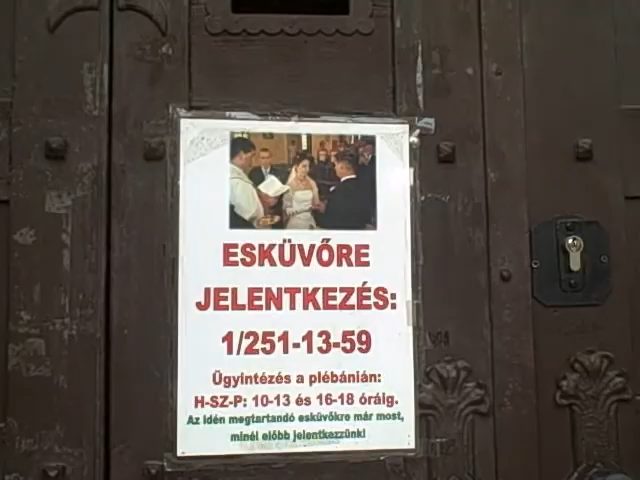 ESKÜVŐRE
JELENTKEZÉS:
1/251-13-59
Ügyintézés a plébánián:
H-SZ-P: 10-13 és 16-18 óráig.
Az idén megtartandó esküvőkre már most,
minél előbb jelentkezzünk!